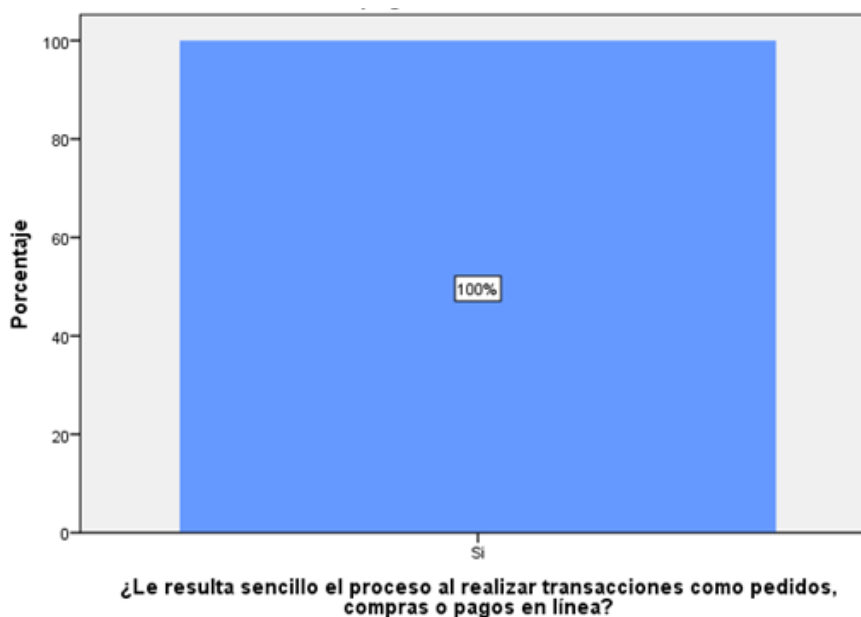 100
80
60
40
20
0
Porcentaje
100%
Si
¿Le resulta sencillo el proceso al realizar transacciones como pedidos,
compras o pagos en línea?